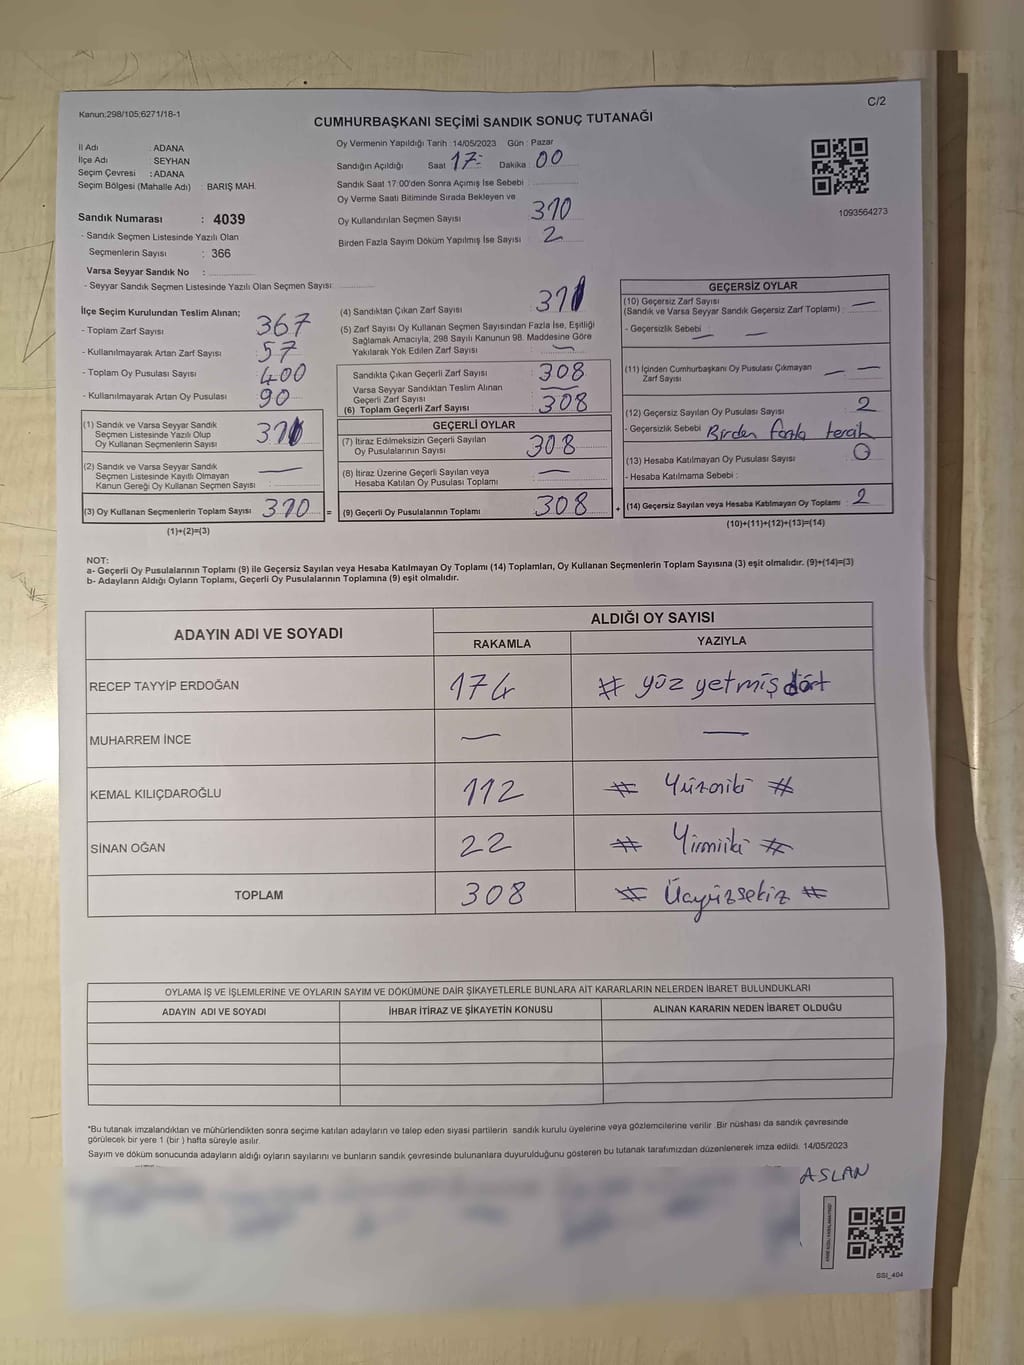 Kanun;298/105;6271/18-1
C/2
CUMHURBAŞKANI SEÇİMİ SANDIK SONUÇ TUTANAĞI
İl Adı : ADANA
İlçe Adı : SEYHAN
Seçim Çevresi : ADANA
Seçim Bölgesi (Mahalle Adı) : BARIŞ MAH.
Sandık Numarası : 4039
- Sandık Seçmen Listesinde Yazılı Olan
Seçmenlerin Sayısı : 366
Varsa Seyyar Sandık No :
- Seyyar Sandık Seçmen Listesinde Yazılı Olan Seçmen Sayısı:
Oy Vermenin Yapıldığı Tarih : 14/05/2023 Gün : Pazar
Sandığın Açıldığı Saat 17: Dakika : 00
Sandık Saat 17:00'den Sonra Açımış İse Sebebi :
Oy Verme Saati Bitiminde Sırada Bekleyen ve
Oy Kullandırılan Seçmen Sayısı 310
Birden Fazla Sayım Döküm Yapılmış İse Sayısı : 2
1093564273
İlçe Seçim Kurulundan Teslim Alınan;
- Toplam Zarf Sayısı : 367
- Kullanılmayarak Artan Zarf Sayısı : 57
- Toplam Oy Pusulası Sayısı : 400
- Kullanılmayarak Artan Oy Pusulası : 90
(1) Sandık ve Varsa Seyyar Sandık
Seçmen Listesinde Yazılı Olup
Oy Kullanan Seçmenlerin Sayısı
(2) Sandık ve Varsa Seyyar Sandık
Seçmen Listesinde Kayıtlı Olmayan
Kanun Gereği Oy Kullanan Seçmen Sayısı : —
(3) Oy Kullanan Seçmenlerin Toplam Sayısı : 310 =
(1)+(2)=(3)
(4) Sandıktan Çıkan Zarf Sayısı :
(5) Zarf Sayısı Oy Kullanan Seçmen Sayısından Fazla İse, Eşitliği
Sağlamak Amacıyla; 298 Sayılı Kanunun 98. Maddesine Göre
Yakılarak Yok Edilen Zarf Sayısı : —
Sandıkta Çıkan Geçerli Zarf Sayısı : 308
Varsa Seyyar Sandıktan Teslim Alınan
Geçerli Zarf Sayısı : —
(6) Toplam Geçerli Zarf Sayısı : 308
GEÇERLİ OYLAR
(7) İtiraz Edilmeksizin Geçerli Sayılan
Oy Pusulalarının Sayısı : 308
(8) İtiraz Üzerine Geçerli Sayılan veya
Hesaba Katılan Oy Pusulası Toplamı : —
(9) Geçerli Oy Pusulalarının Toplamı : 308 +
GEÇERSİZ OYLAR
(10) Geçersiz Zarf Sayısı
(Sandık ve Varsa Seyyar Sandık Geçersiz Zarf Toplamı) : —
- Geçersizlik Sebebi : — —
(11) İçinden Cumhurbaşkanı Oy Pusulası Çıkmayan
Zarf Sayısı : — —
(12) Geçersiz Sayılan Oy Pusulası Sayısı : 2
- Geçersizlik Sebebi : Birden fazla tercih
(13) Hesaba Katılmayan Oy Pusulası Sayısı : 0
- Hesaba Katılmama Sebebi :
(14) Geçersiz Sayılan veya Hesaba Katılmayan Oy Toplamı : 2
(10)+(11)+(12)+(13)=(14)
NOT:
a- Geçerli Oy Pusulalarının Toplamı (9) ile Geçersiz Sayılan veya Hesaba Katılmayan Oy Toplamı (14) Toplamları, Oy Kullanan Seçmenlerin Toplam Sayısına (3) eşit olmalıdır. (9)+(14)=(3)
b- Adayların Aldığı Oyların Toplamı, Geçerli Oy Pusulalarının Toplamına (9) eşit olmalıdır.
ADAYIN ADI VE SOYADI
ALDIĞI OY SAYISI
RAKAMLA YAZIYLA
RECEP TAYYİP ERDOĞAN 174 # yüz yetmiş dört
MUHARREM İNCE — —
KEMAL KILIÇDAROĞLU 112 # Yüzoniki #
SİNAN OĞAN 22 # Yirmiiki #
TOPLAM 308 # Üçyüzsekiz #
OYLAMA İŞ VE İŞLEMLERİNE VE OYLARIN SAYIM VE DÖKÜMÜNE DAİR ŞİKAYETLERLE BUNLARA AİT KARARLARIN NELERDEN İBARET BULUNDUKLARI
ADAYIN ADI VE SOYADI İHBAR İTİRAZ VE ŞİKAYETİN KONUSU ALINAN KARARIN NEDEN İBARET OLDUĞU
*Bu tutanak imzalandıktan ve mühürlendikten sonra seçime katılan adayların ve talep eden siyasi partilerin sandık kurulu üyelerine veya gözlemcilerine verilir. Bir nüshası da sandık çevresinde
görülecek bir yere 1 (bir ) hafta süreyle asılır.
Sayım ve döküm sonucunda adayların aldığı oyların sayılarını ve bunların sandık çevresinde bulunanlara duyurulduğunu gösteren bu tutanak tarafımızdan düzenlenerek imza edildi. 14/05/2023
ASLAN
SSI_404